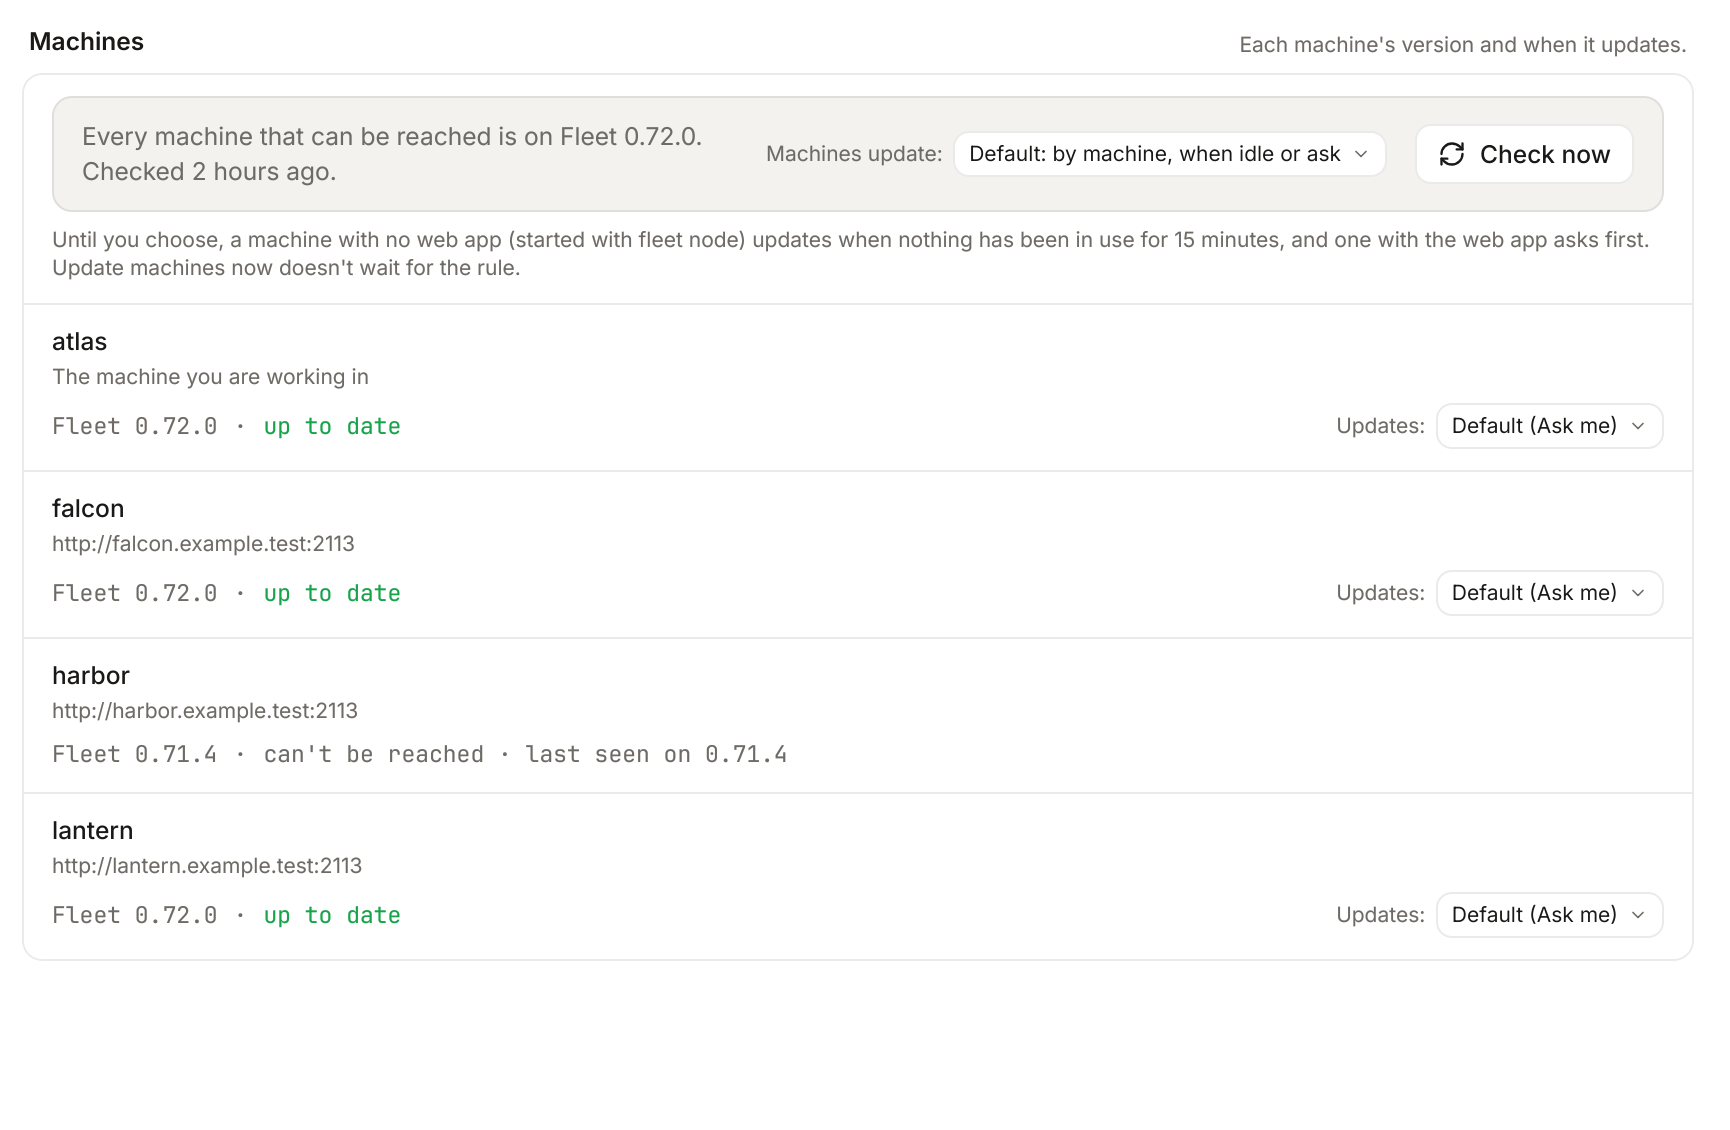 Machines
Each machine's version and when it updates.
Every machine that can be reached is on Fleet 0.72.0.
Checked 2 hours ago.
Machines update:
Default: by machine, when idle or ask
Check now
Until you choose, a machine with no web app (started with fleet node) updates when nothing has been in use for 15 minutes, and one with the web app asks first.
Update machines now doesn't wait for the rule.
atlas
The machine you are working in
Fleet 0.72.0 · up to date
Updates: Default (Ask me)
falcon
http://falcon.example.test:2113
Fleet 0.72.0 · up to date
Updates: Default (Ask me)
harbor
http://harbor.example.test:2113
Fleet 0.71.4 · can't be reached · last seen on 0.71.4
lantern
http://lantern.example.test:2113
Fleet 0.72.0 · up to date
Updates: Default (Ask me)